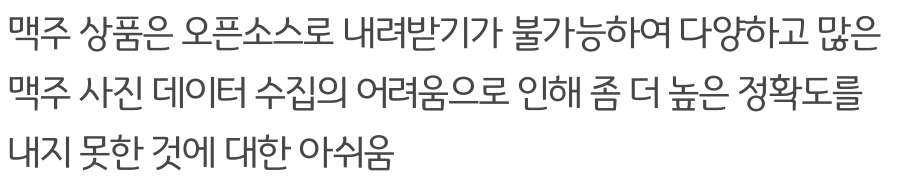 맥주 상품은 오픈소스로 내려받기가 불가능하여 다양하고 많은
맥주 사진 데이터 수집의 어려움으로 인해 좀 더 높은 정확도를
내지 못한 것에 대한 아쉬움